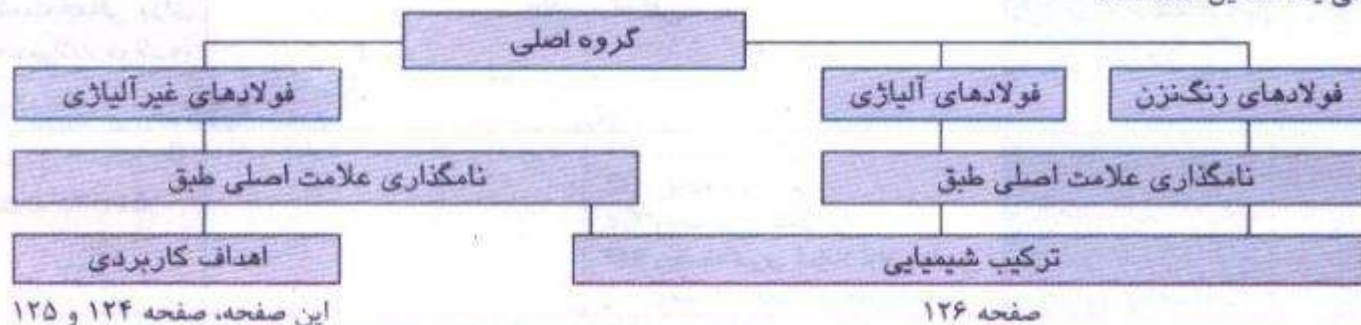 گروه اصلی
فولادهای زنگ‌نزن فولادهای آلیاژی فولادهای غیرآلیاژی
نامگذاری علامت اصلی طبق نامگذاری علامت اصلی طبق
ترکیب شیمیایی اهداف کاربردی
صفحه ۱۲۶ این صفحه، صفحه ۱۲۴ و ۱۲۵